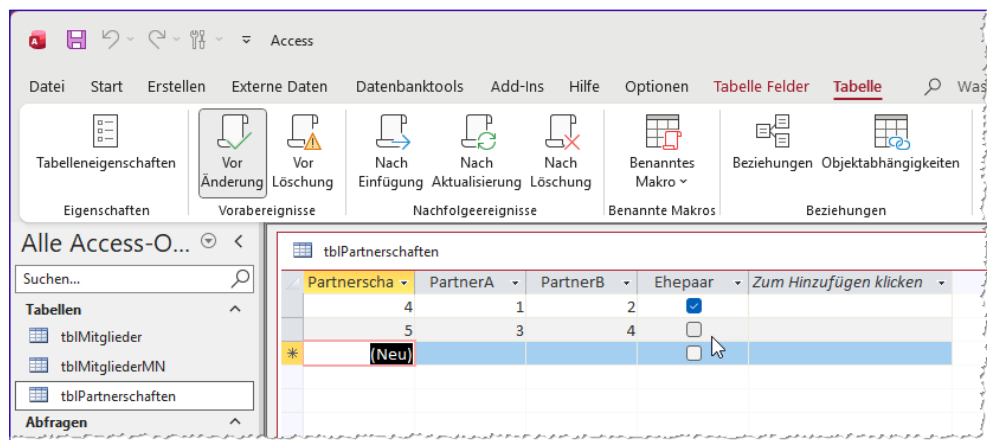 A Access
Datei Start Erstellen Externe Daten Datenbanktools Add-Ins Hilfe Optionen Tabelle Felder Tabelle Was
Tabelleneigenschaften Vor Änderung Vor Löschung Nach Einfügung Nach Aktualisierung Nach Löschung Benanntes Makro Beziehungen Objektabhängigkeiten
Eigenschaften Vorabereignisse Nachfolgeereignisse Benannte Makros Beziehungen
Alle Access-O...
Suchen...
Tabellen
tblMitglieder
tblMitgliederMN
tblPartnerschaften
Abfragen
tblPartnerschaften
Partnerscha PartnerA PartnerB Ehepaar Zum Hinzufügen klicken
4 1 2
5 3 4
(Neu)